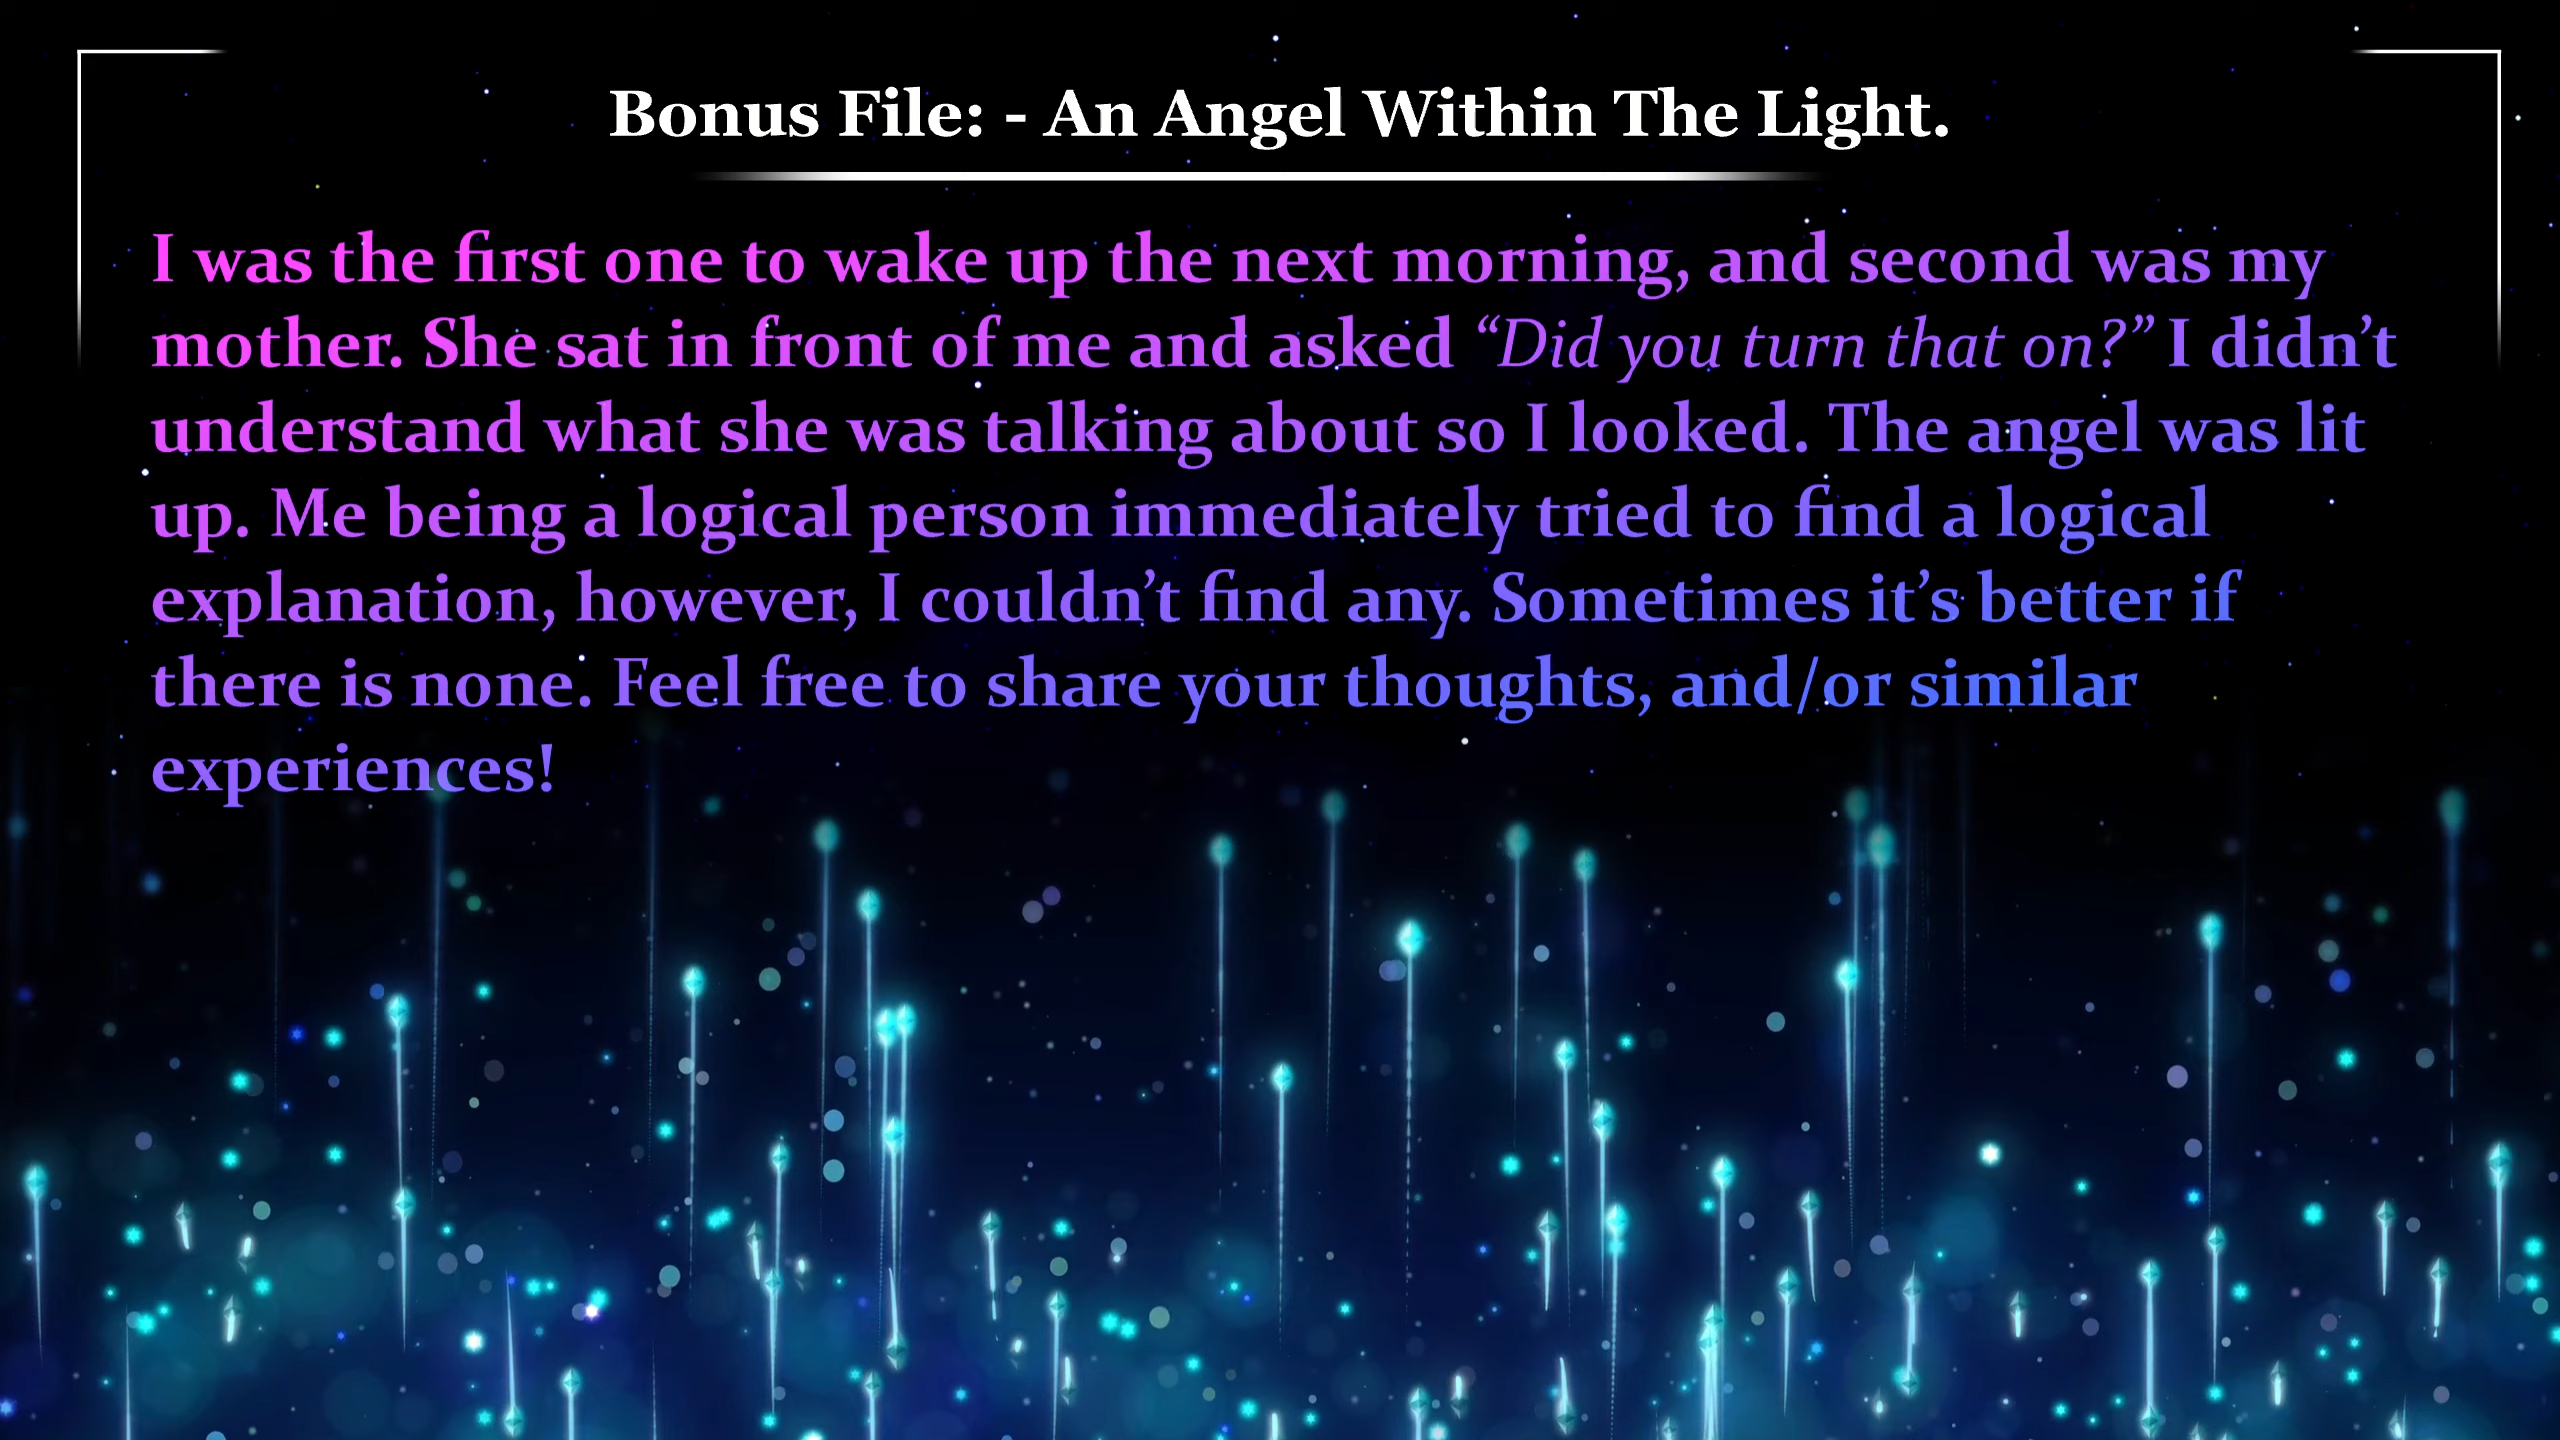 Bonus File: - An Angel Within The Light.
I was the first one to wake up the next morning, and second was my
mother. She sat in front of me and asked “Did you turn that on?” I didn’t
understand what she was talking about so I looked. The angel was lit
up. Me being a logical person immediately tried to find a logical
explanation, however, I couldn’t find any. Sometimes it’s better if
there is none. Feel free to share your thoughts, and/or similar
experiences!